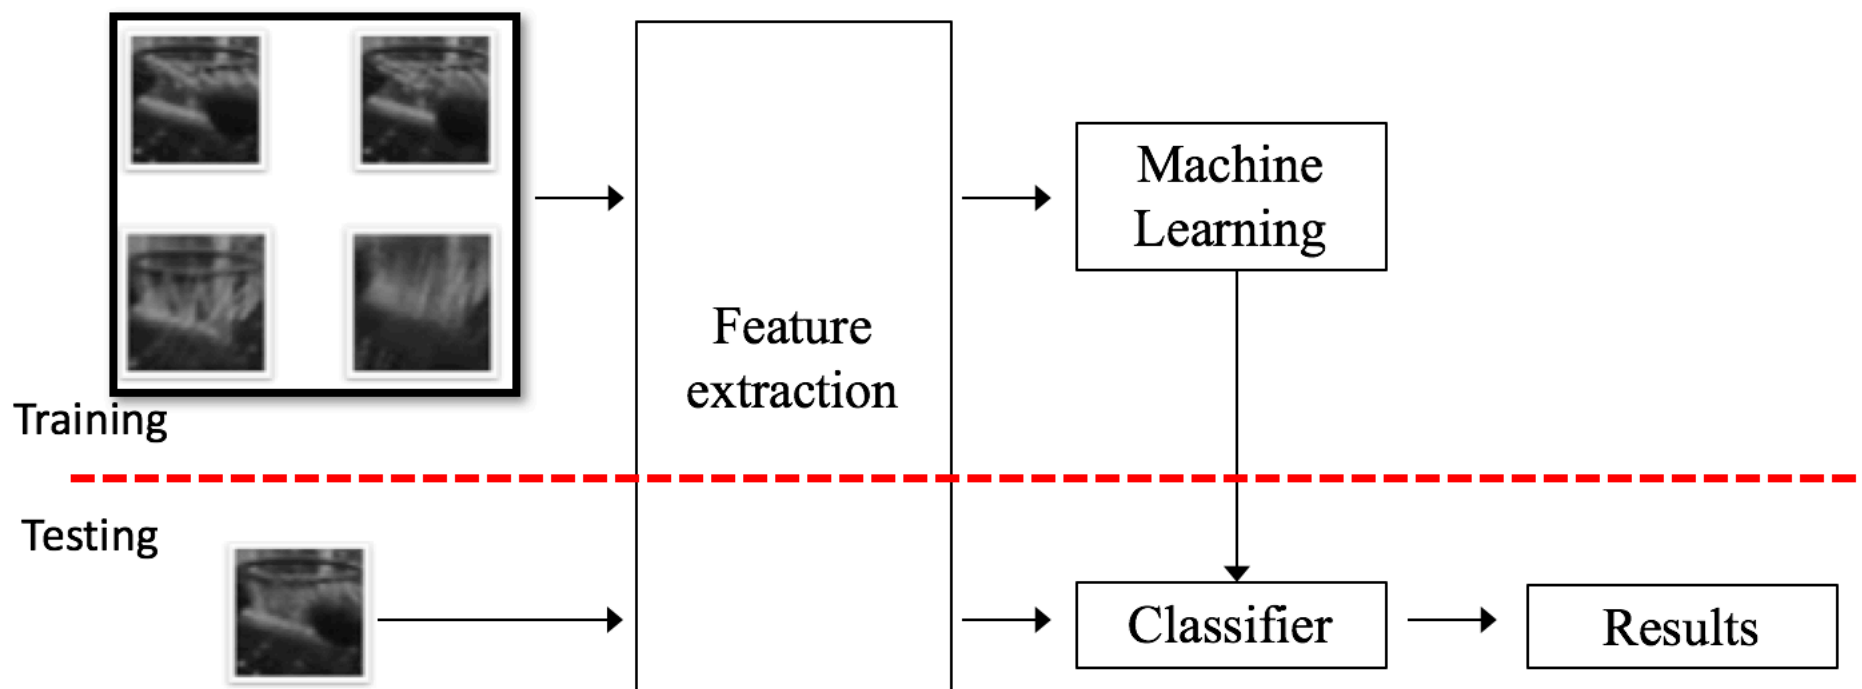 Machine
Learning
Feature
extraction
Training
Testing
Classifier
Results